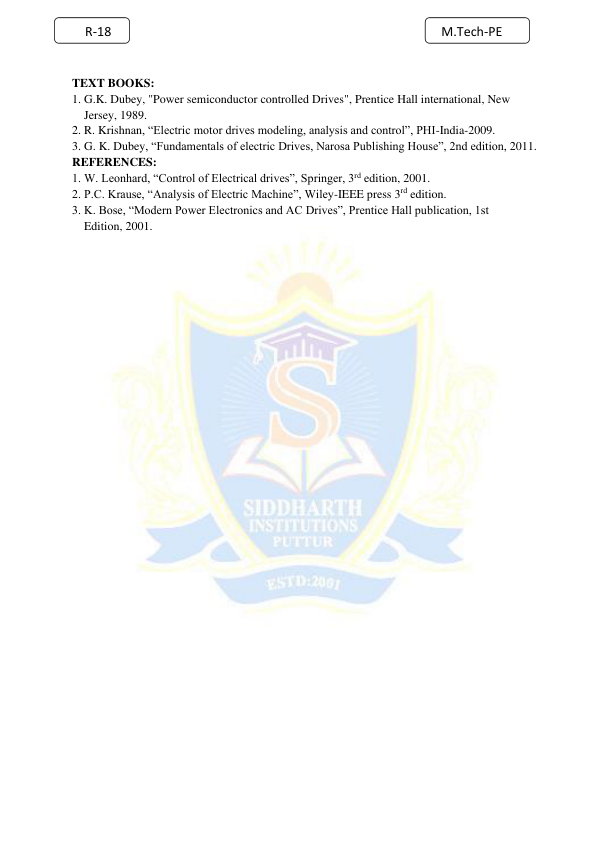 R-18
M.Tech-PE
TEXT BOOKS:
1. G.K. Dubey, "Power semiconductor controlled Drives", Prentice Hall international, New
Jersey, 1989.
2. R. Krishnan, “Electric motor drives modeling, analysis and control”, PHI-India-2009.
3. G. K. Dubey, “Fundamentals of electric Drives, Narosa Publishing House”, 2nd edition, 2011.
REFERENCES:
1. W. Leonhard, “Control of Electrical drives”, Springer, 3rd edition, 2001.
2. P.C. Krause, “Analysis of Electric Machine”, Wiley-IEEE press 3rd edition.
3. K. Bose, “Modern Power Electronics and AC Drives”, Prentice Hall publication, 1st
Edition, 2001.
S
SIDDHARTH
INSTITUTIONS
PUTTUR
ESTD:2001